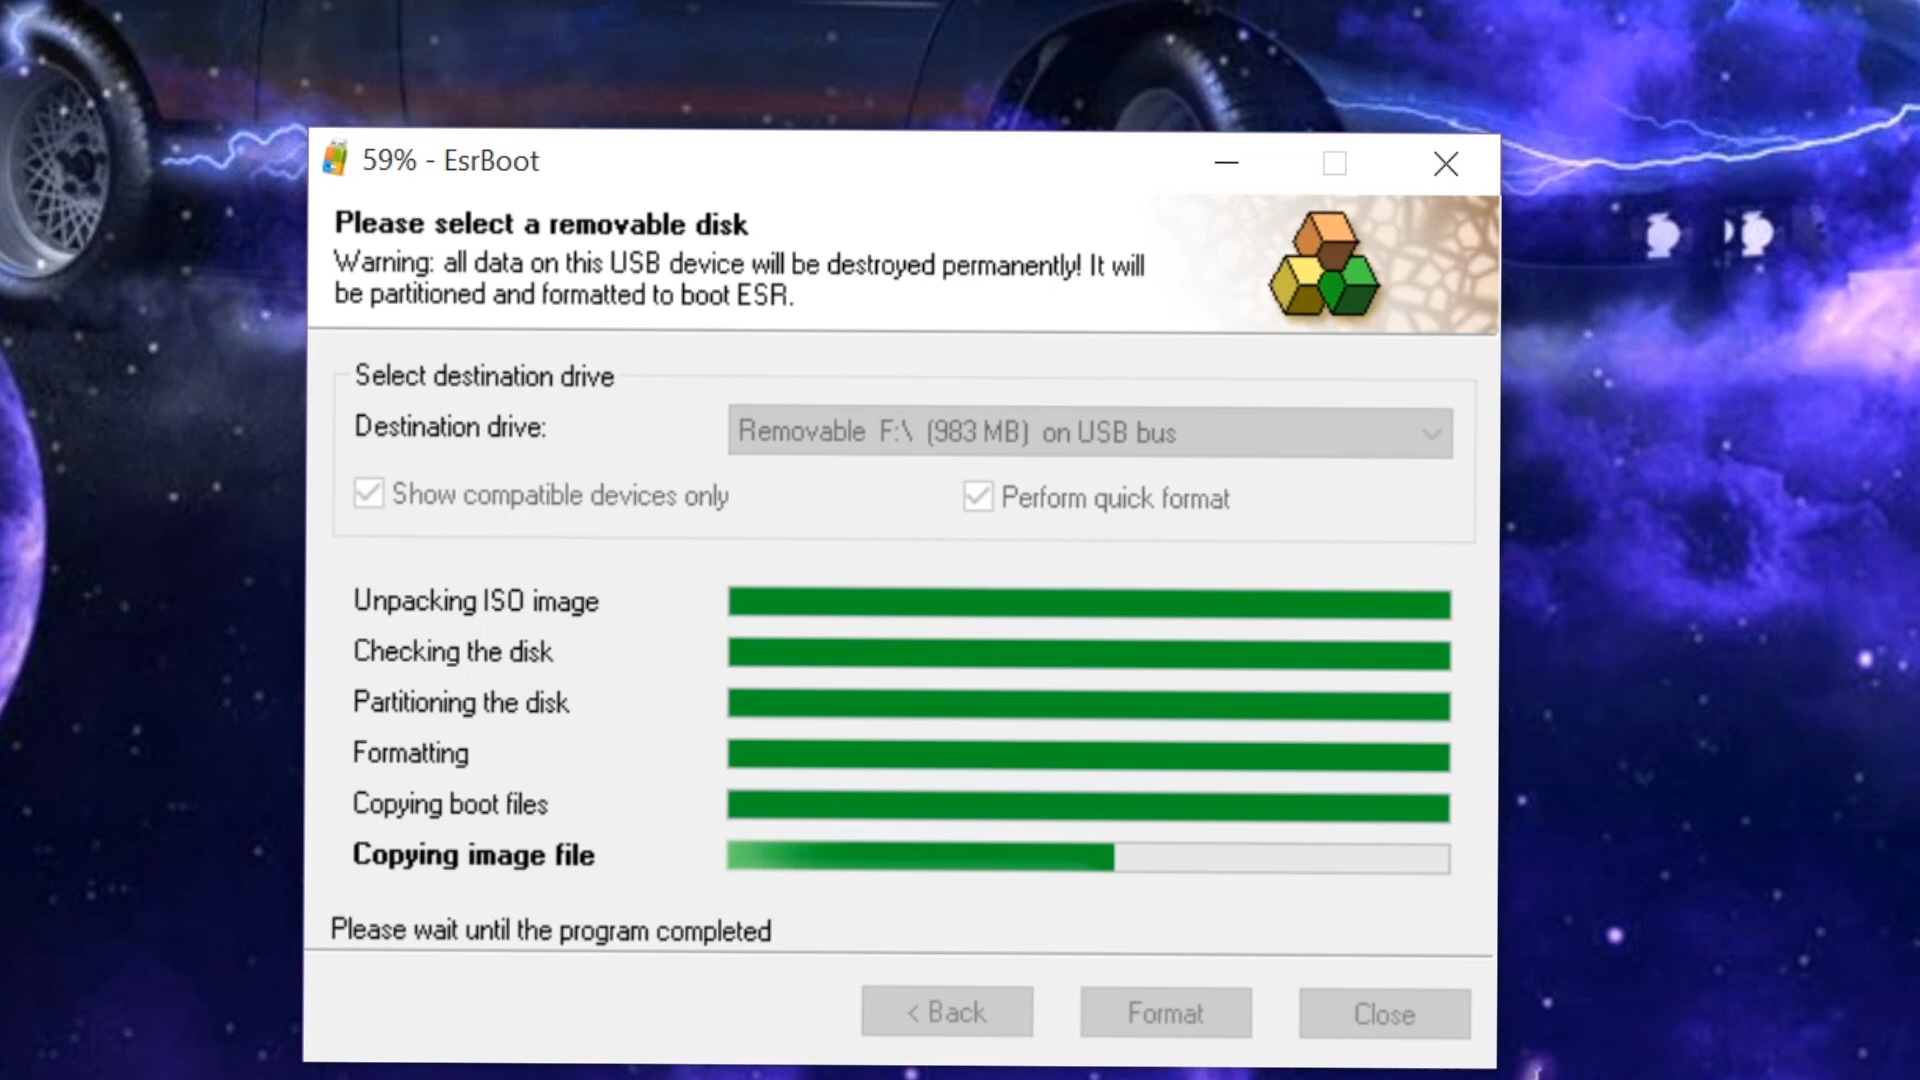 59% - EsrBoot
Please select a removable disk
Warning: all data on this USB device will be destroyed permanently! It will
be partitioned and formatted to boot ESR.
Select destination drive
Destination drive:
Removable F:\ (983 MB) on USB bus
Show compatible devices only
Perform quick format
Unpacking ISO image
Checking the disk
Partitioning the disk
Formatting
Copying boot files
Copying image file
Please wait until the program completed
< Back
Format
Close